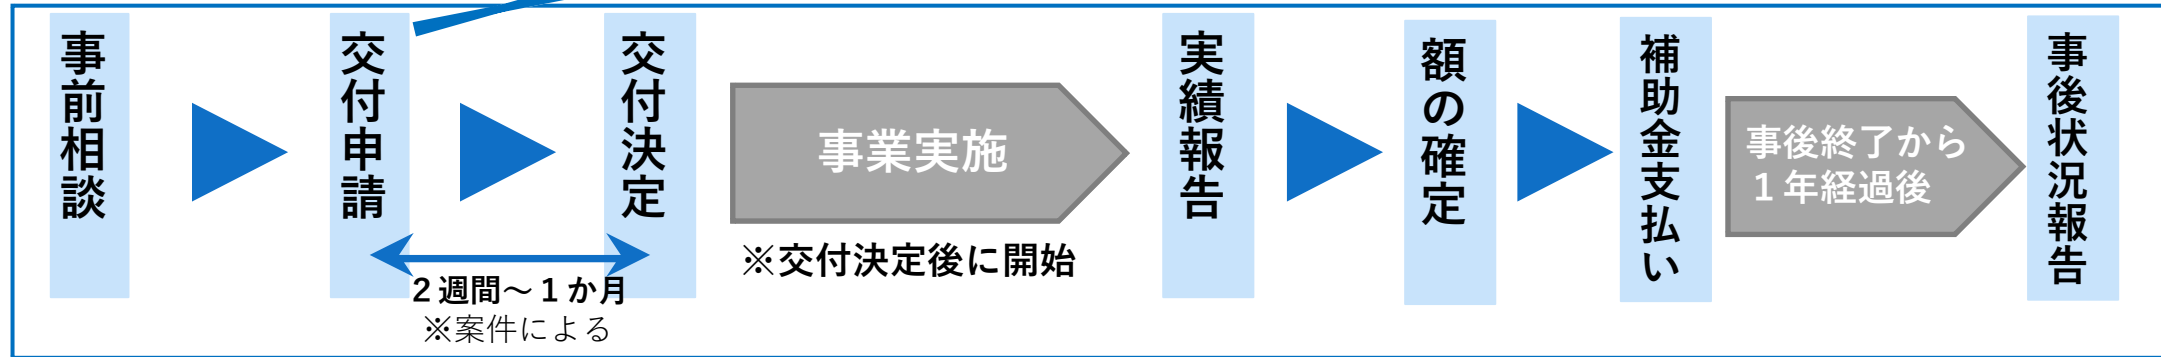 事前相談
交付申請
２週間～１か月
※案件による
交付決定
事業実施
※交付決定後に開始
実績報告
額の確定
補助金支払い
事後終了から
１年経過後
事後状況報告